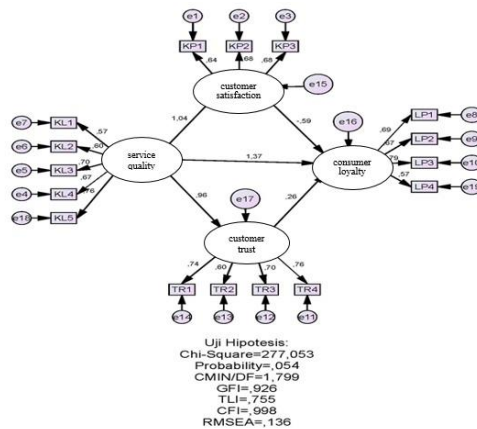 e1 e2 e3
KP1 KP2 KP3
,64 ,68 ,68
customer
satisfaction
e15
1,04
-,59
e16
e7 KL1 ,57
e6 KL2 ,60
e5 KL3 ,70
e4 KL4 ,67
e18 KL5 ,76
service
quality
1,37
consumer
loyalty
,69 LP1 e8
,67 LP2 e9
,79 LP3 e10
,57 LP4 e19
,96
e17
,26
customer
trust
,74 ,60 ,70 ,76
TR1 TR2 TR3 TR4
e14 e13 e12 e11
Uji Hipotesis:
Chi-Square=277,053
Probability=,054
CMIN/DF=1,799
GFI=,926
TLI=,755
CFI=,998
RMSEA=,136